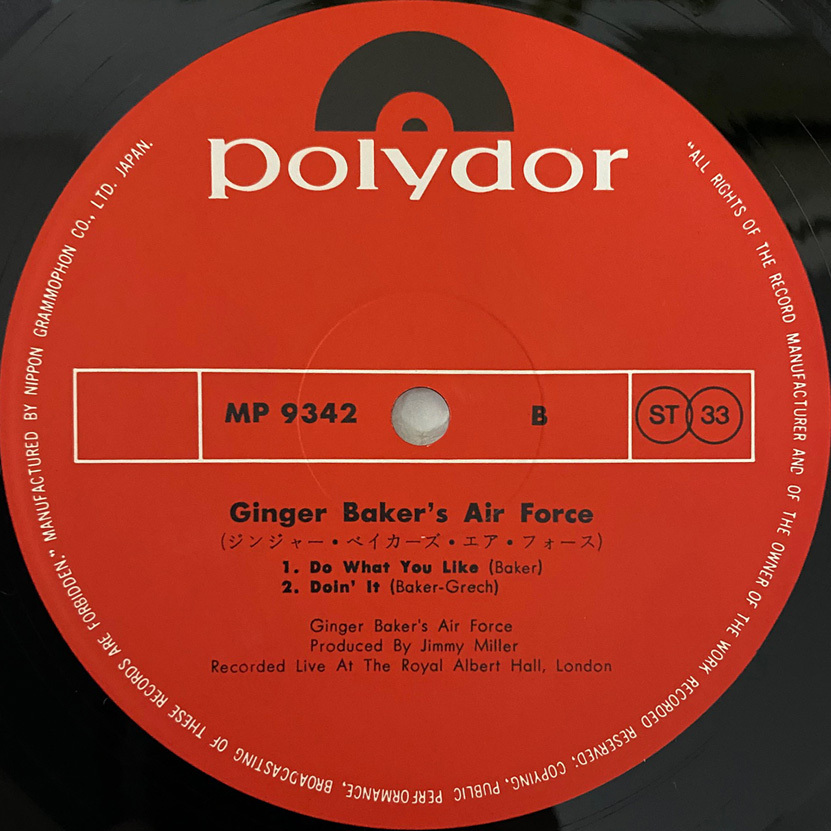 polydor
MP 9342
B
ST 33
Ginger Baker's Air Force
(ジンジャー・ベイカーズ・エア・フォース)
1. Do What You Like (Baker)
2. Doin' It (Baker-Grech)
Ginger Baker's Air Force
Produced By Jimmy Miller
Recorded Live At The Royal Albert Hall, London
"ALL RIGHTS OF THE RECORD MANUFACTURER AND OF THE OWNER OF THE WORK RECORDED RESERVED; COPYING, PUBLIC PERFORMANCE, BROADCASTING OF THESE RECORDS ARE FORBIDDEN." MANUFACTURED BY NIPPON GRAMMOPHON CO., LTD. JAPAN.